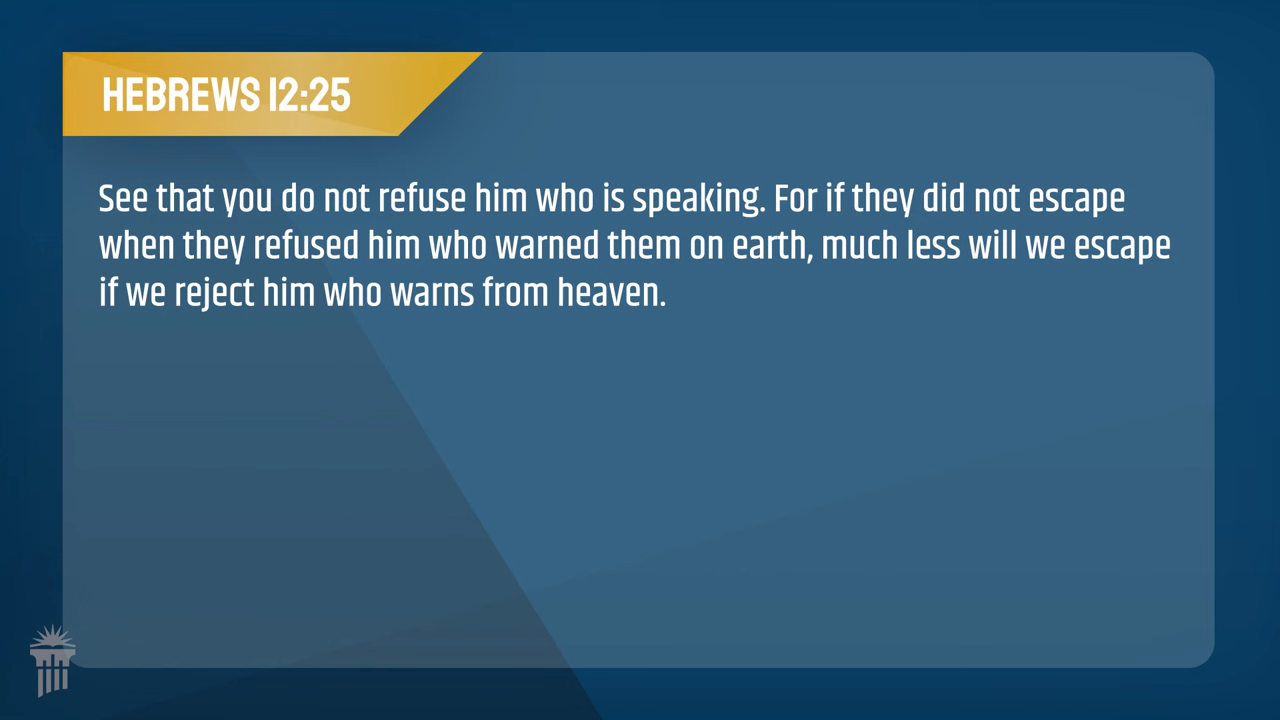 HEBREWS 12:25
See that you do not refuse him who is speaking. For if they did not escape
when they refused him who warned them on earth, much less will we escape
if we reject him who warns from heaven.